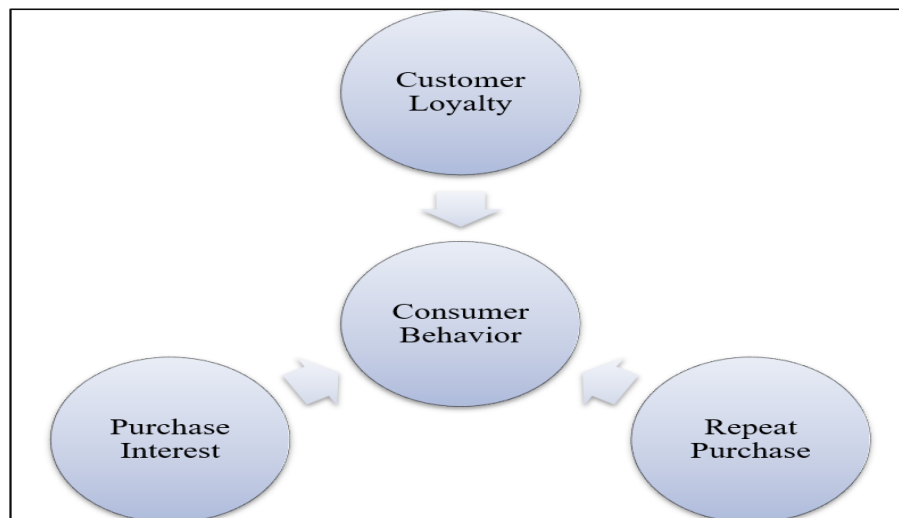 Customer
Loyalty
Consumer
Behavior
Purchase
Interest
Repeat
Purchase